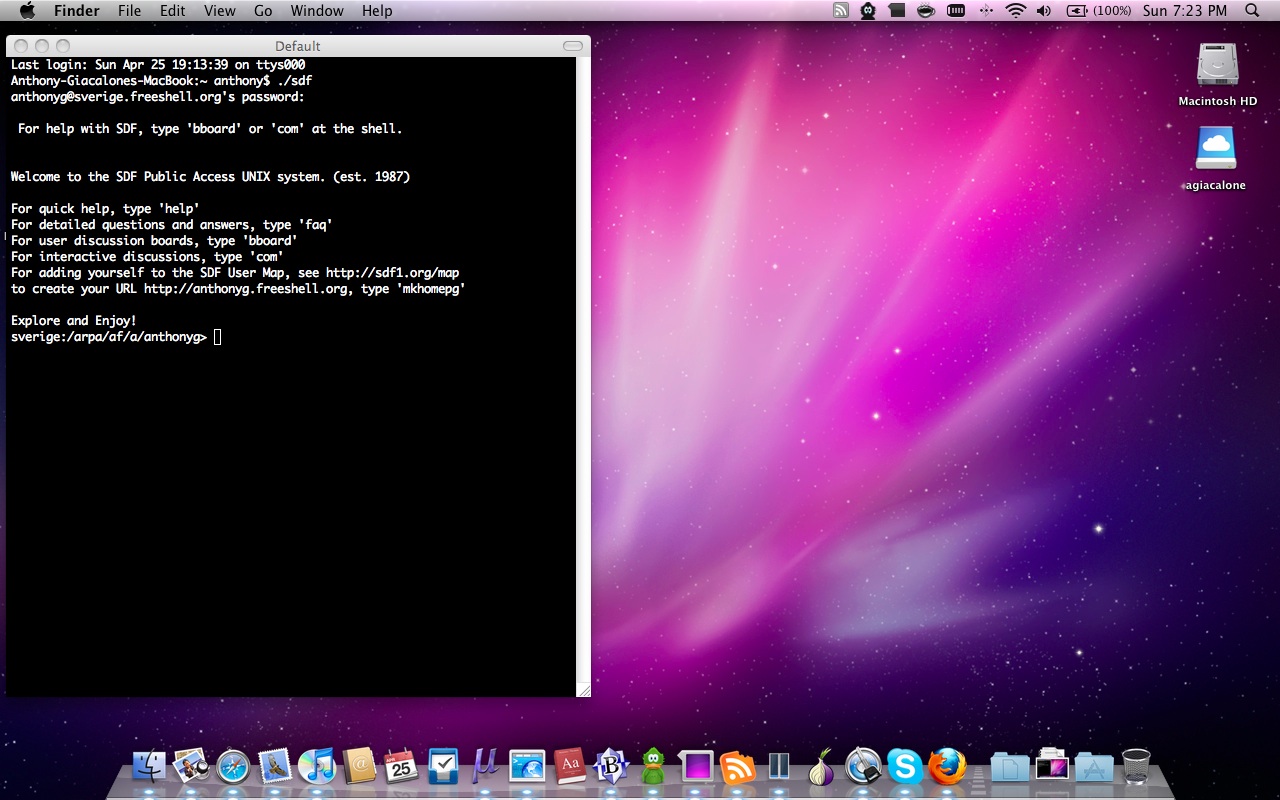 Finder File Edit View Go Window Help (100%) Sun 7:23 PM
Default
Last login: Sun Apr 25 19:13:39 on ttys000
Anthony-Giacalones-MacBook:~ anthony$ ./sdf
anthonyg@sverige.freeshell.org's password:
For help with SDF, type 'bboard' or 'com' at the shell.
Welcome to the SDF Public Access UNIX system. (est. 1987)
For quick help, type 'help'
For detailed questions and answers, type 'faq'
For user discussion boards, type 'bboard'
For interactive discussions, type 'com'
For adding yourself to the SDF User Map, see http://sdf1.org/map
to create your URL http://anthonyg.freeshell.org, type 'mkhomepg'
Explore and Enjoy!
sverige:/arpa/af/a/anthonyg>
Macintosh HD
agiacalone
@ APR 25 µ Aa B S